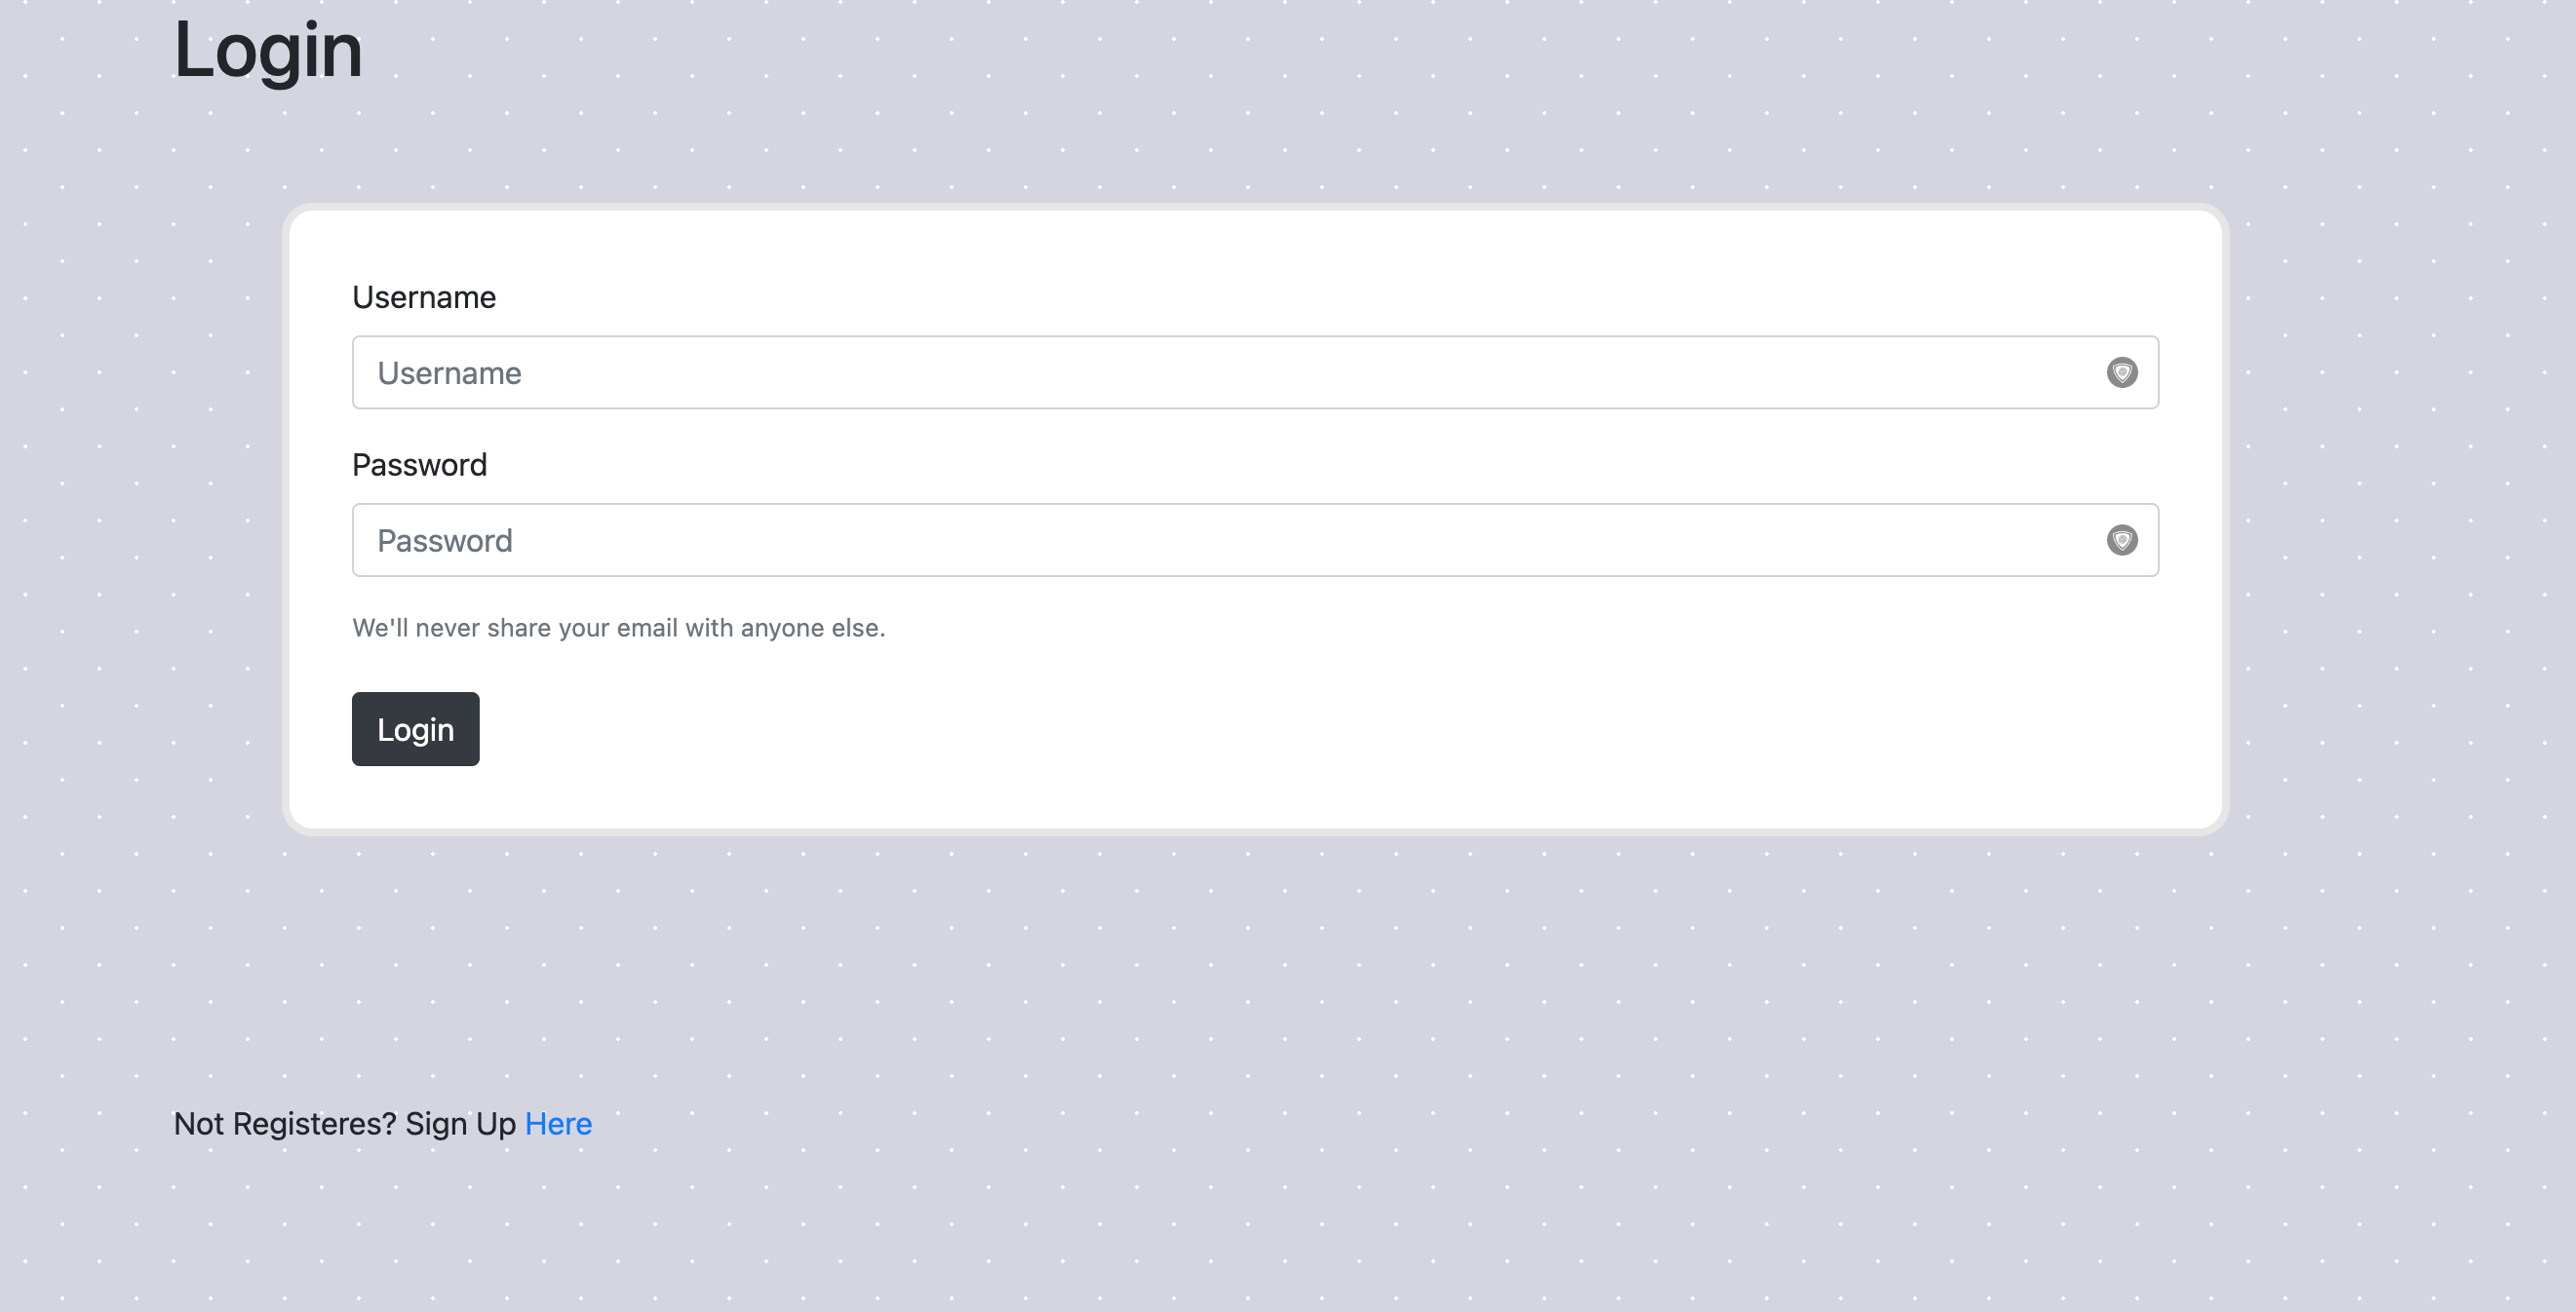 Login
Username
Username
Password
Password
We'll never share your email with anyone else.
Login
Not Registeres? Sign Up Here